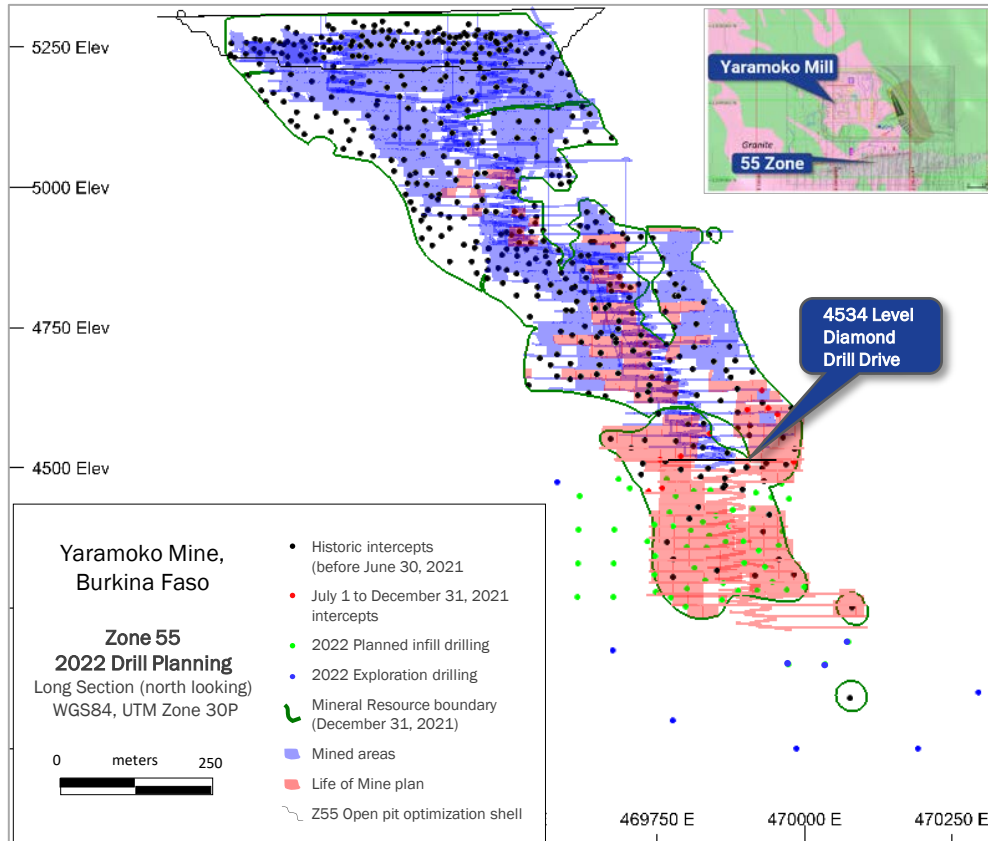 5250 Elev
5000 Elev
4750 Elev
4500 Elev
Yaramoko Mill
Granite
55 Zone
4534 Level
Diamond
Drill Drive
Yaramoko Mine,
Burkina Faso
Zone 55
2022 Drill Planning
Long Section (north looking)
WGS84, UTM Zone 30P
0 meters 250
Historic intercepts
(before June 30, 2021
July 1 to December 31, 2021
intercepts
2022 Planned infill drilling
2022 Exploration drilling
Mineral Resource boundary
(December 31, 2021)
Mined areas
Life of Mine plan
Z55 Open pit optimization shell
469750 E
470000 E
470250 E